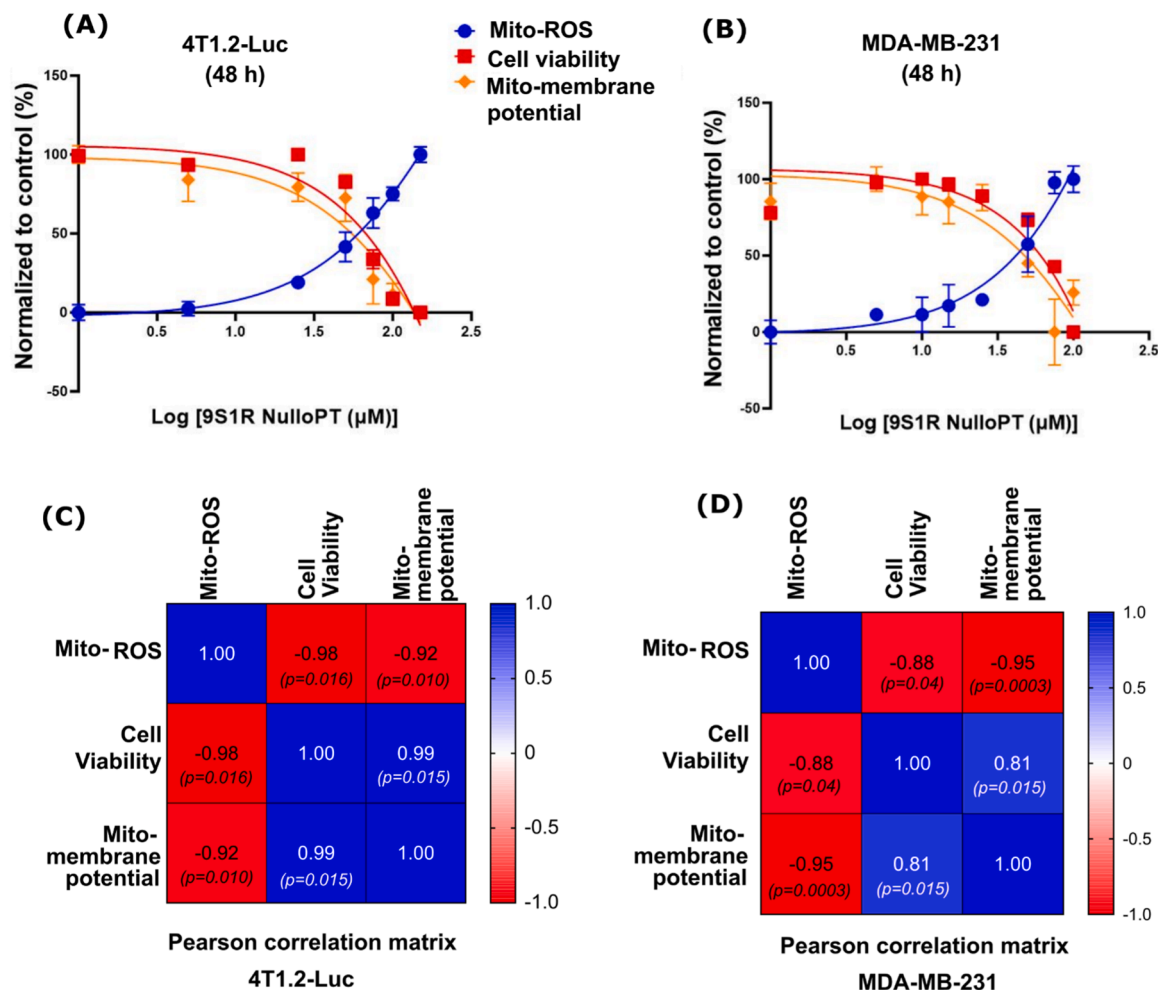 (A)
4T1.2-Luc
(48 h)
Mito-ROS
Cell viability
Mito-membrane
potential
Normalized to control (%)
150
100
50
0
-50
0.5
1.0
1.5
2.0
2.5
Log [9S1R NulloPT (μM)]
(B)
MDA-MB-231
(48 h)
Normalized to control (%)
150
100
50
0
-50
0.5
1.0
1.5
2.0
2.5
Log [9S1R NulloPT (μM)]
(C)
Mito-ROS
Cell
Viability
Mito-
membrane
potential
Mito-ROS
1.00
-0.98
(p=0.016)
-0.92
(p=0.010)
Cell
Viability
-0.98
(p=0.016)
1.00
0.99
(p=0.015)
Mito-
membrane
potential
-0.92
(p=0.010)
0.99
(p=0.015)
1.00
1.0
0.5
0
-0.5
-1.0
Pearson correlation matrix
4T1.2-Luc
(D)
Mito-ROS
Cell
Viability
Mito-
membrane
potential
Mito-ROS
1.00
-0.88
(p=0.04)
-0.95
(p=0.0003)
Cell
Viability
-0.88
(p=0.04)
1.00
0.81
(p=0.015)
Mito-
membrane
potential
-0.95
(p=0.0003)
0.81
(p=0.015)
1.00
1.0
0.5
0
-0.5
-1.0
Pearson correlation matrix
MDA-MB-231